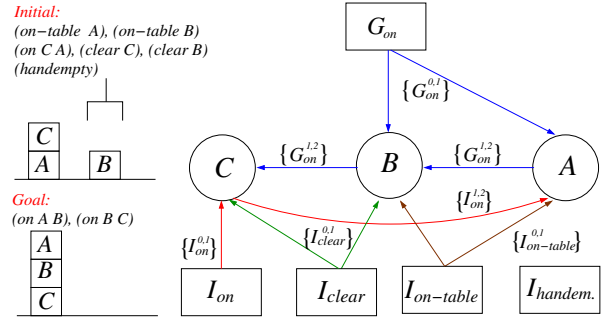 Initial:
(on-table A), (on-table B)
(on C A), (clear C), (clear B)
(handempty)
C
A
B
Goal:
(on A B), (on B C)
A
B
C
G_on
{G_on^0,1}
C
{G_on^1,2}
B
{G_on^1,2}
A
{I_on^1,2}
{I_on^0,1}
{I_clear^0,1}
{I_on-table^0,1}
I_on
I_clear
I_on-table
I_handem.